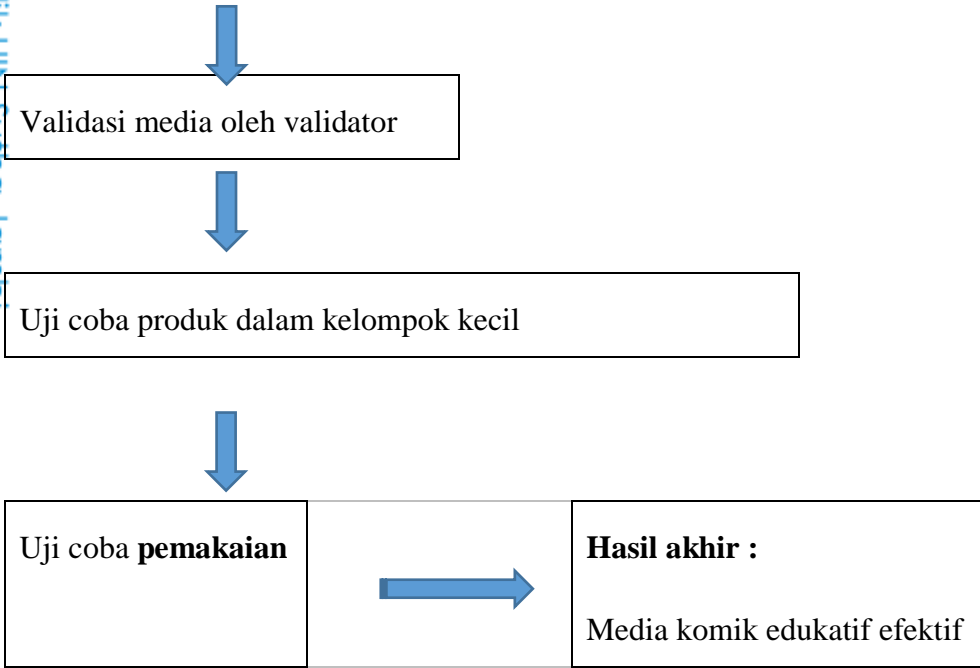 Validasi media oleh validator
Uji coba produk dalam kelompok kecil
Uji coba pemakaian
Hasil akhir :
Media komik edukatif efektif